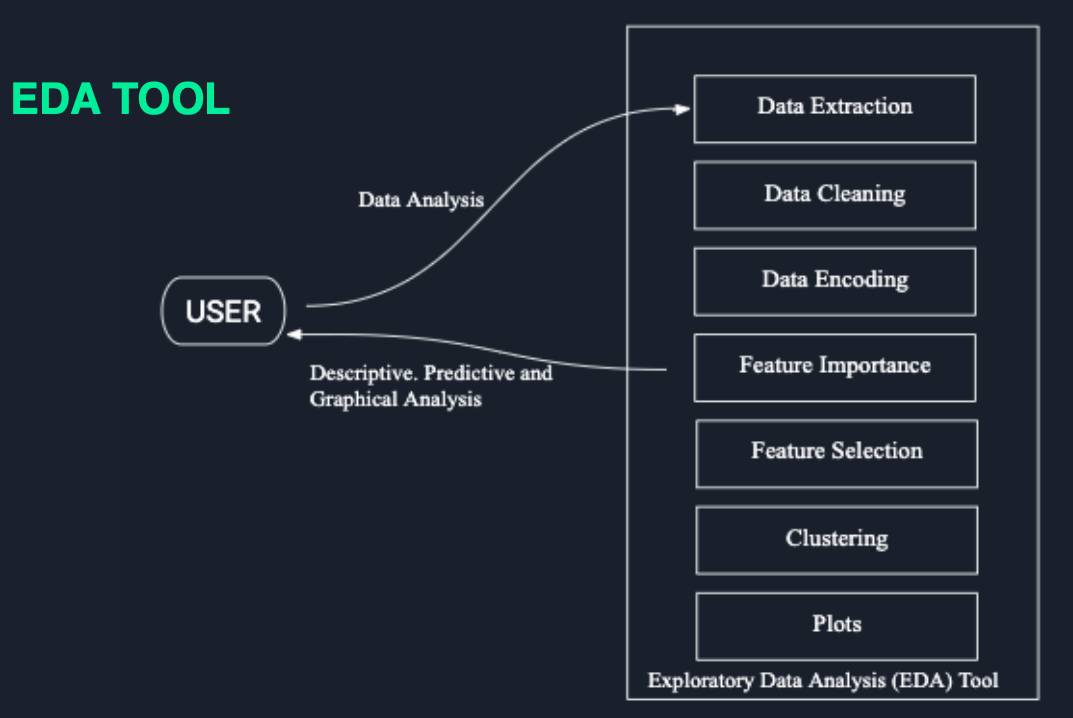 EDA TOOL
Data Extraction
Data Analysis
Data Cleaning
Data Encoding
USER
Feature Importance
Descriptive. Predictive and
Graphical Analysis
Feature Selection
Clustering
Plots
Exploratory Data Analysis (EDA) Tool